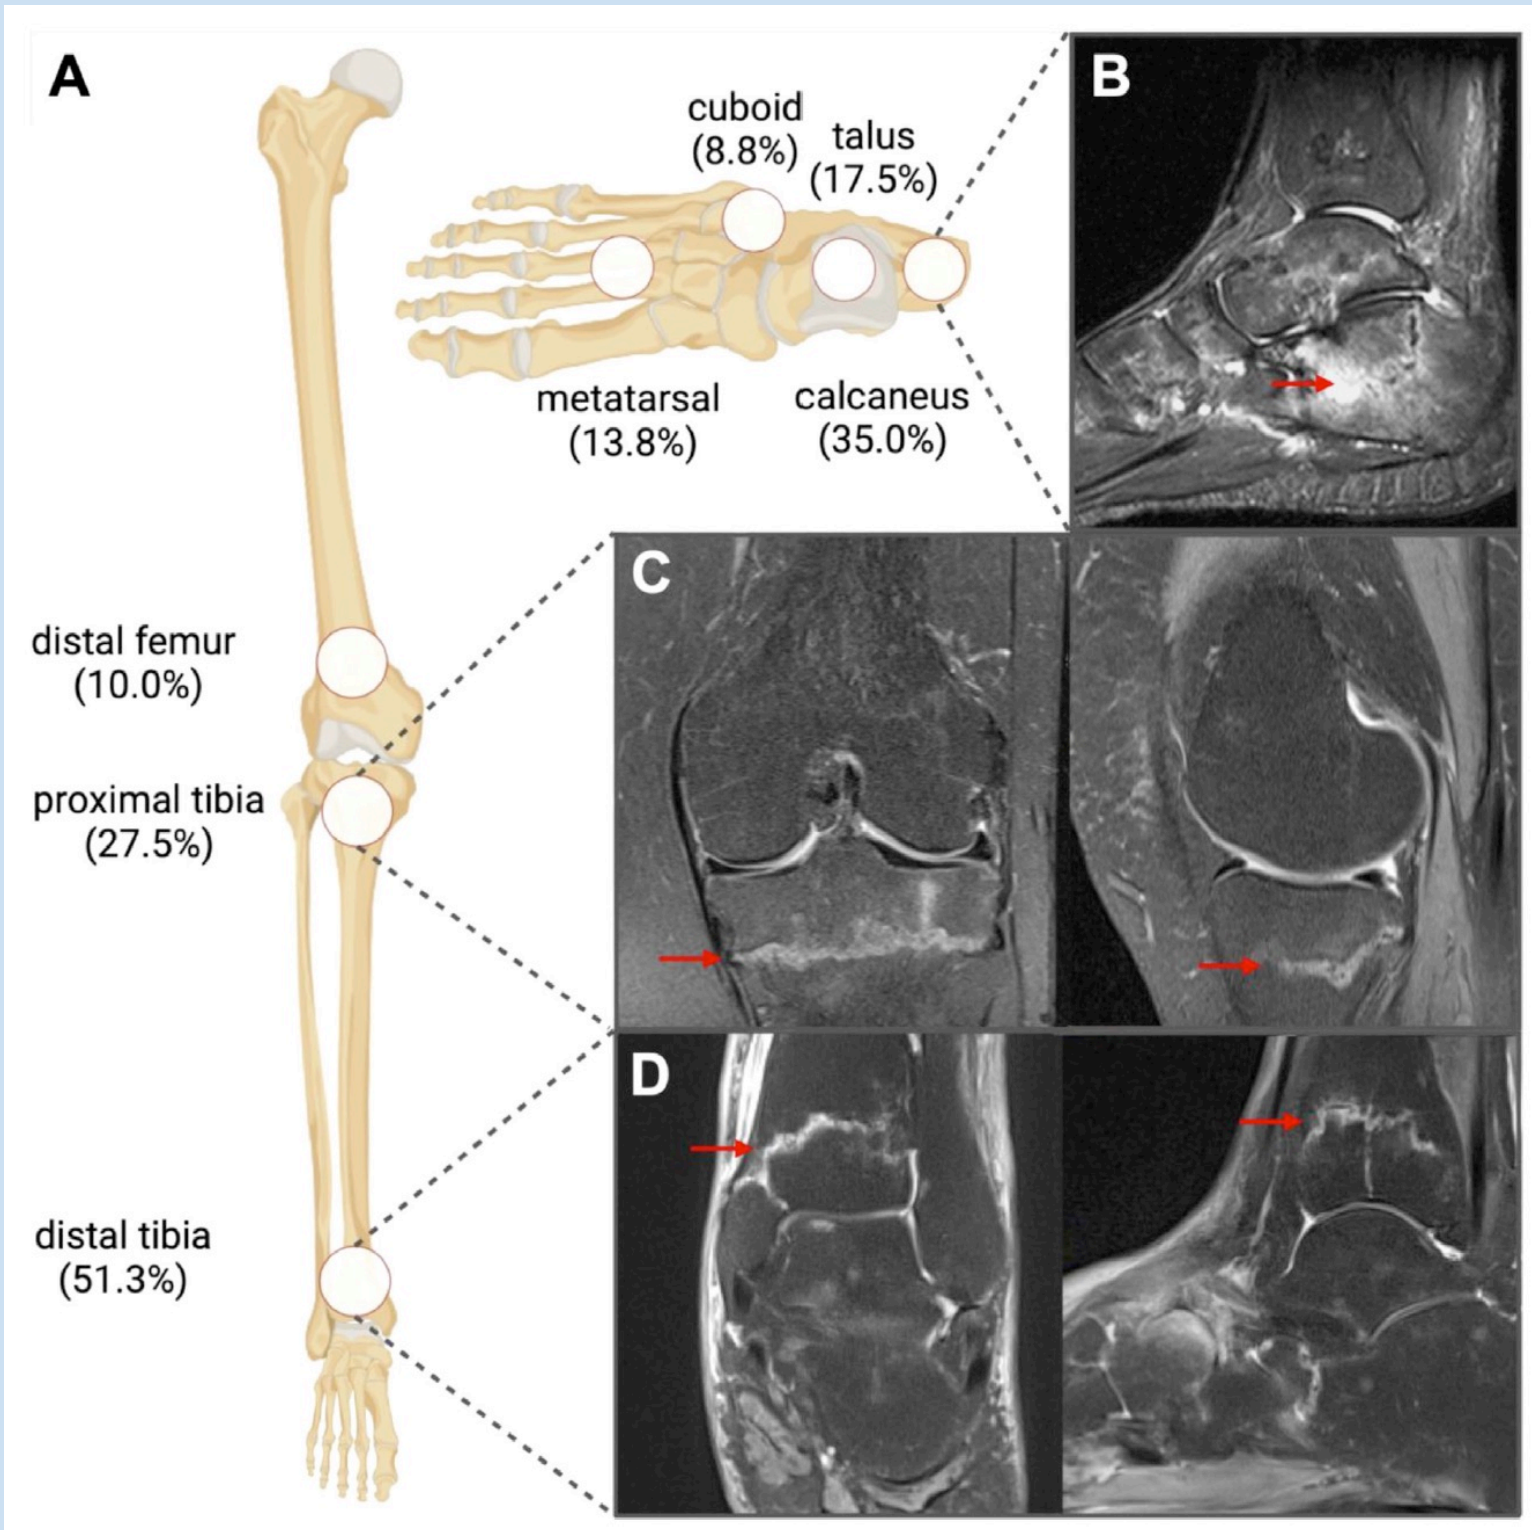 A
cuboid
(8.8%)
talus
(17.5%)
B
metatarsal
(13.8%)
calcaneus
(35.0%)
C
distal femur
(10.0%)
proximal tibia
(27.5%)
D
distal tibia
(51.3%)